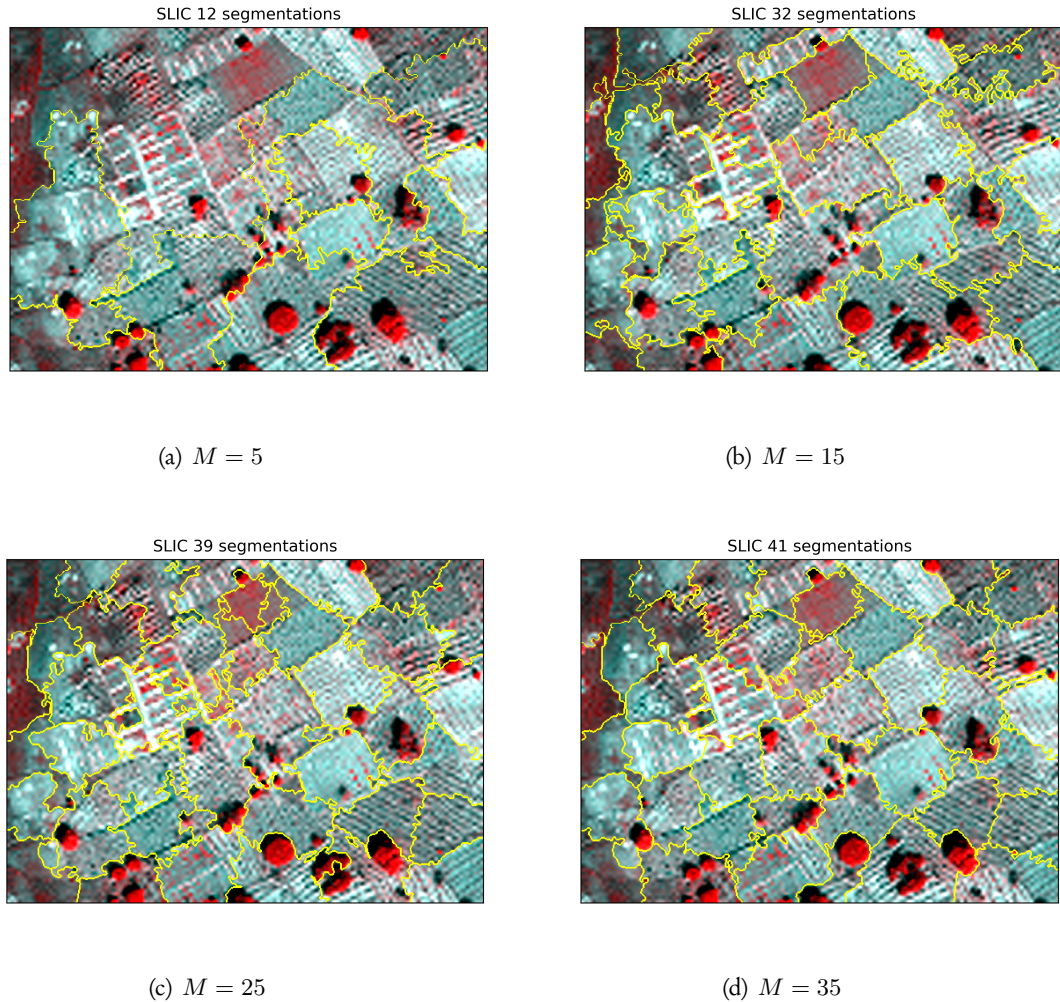 SLIC 12 segmentations
SLIC 32 segmentations
(a) M = 5
(b) M = 15
SLIC 39 segmentations
SLIC 41 segmentations
(c) M = 25
(d) M = 35